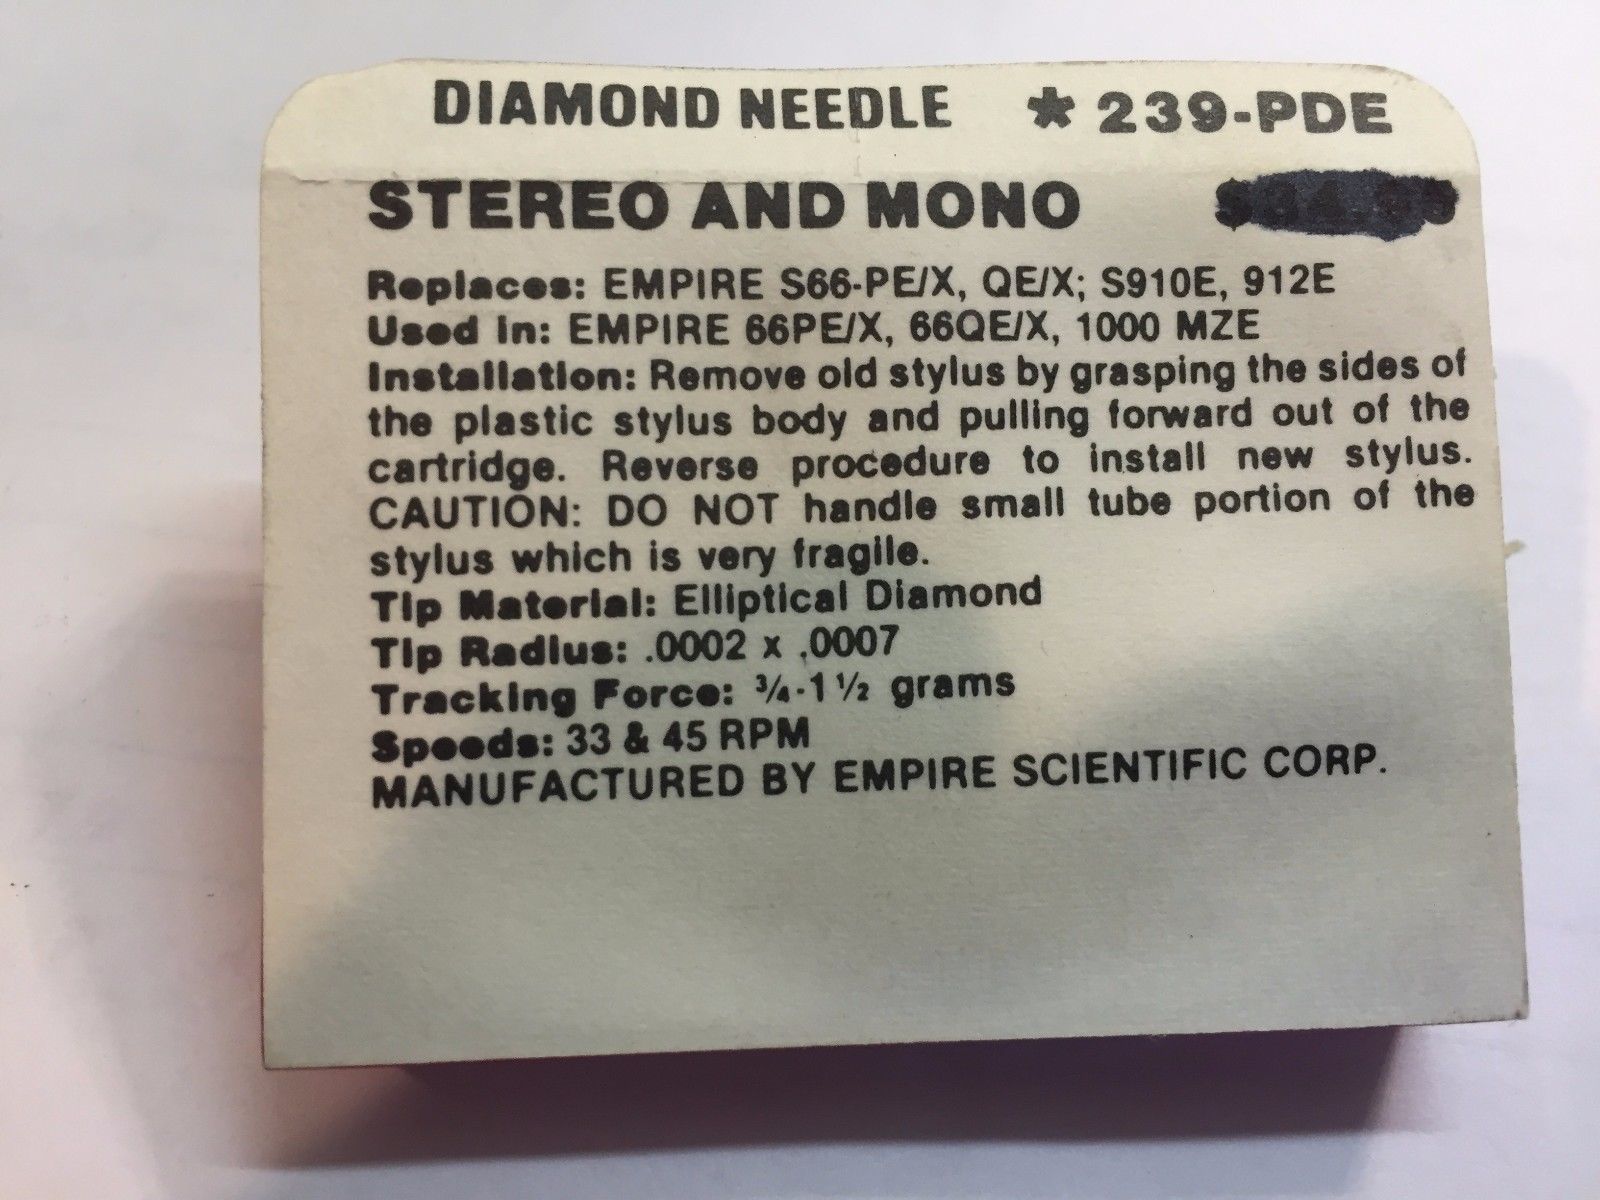 DIAMOND NEEDLE * 239-PDE
STEREO AND MONO
Replaces: EMPIRE S66-PE/X, QE/X; S910E, 912E
Used in: EMPIRE 66PE/X, 66QE/X, 1000 MZE
Installation: Remove old stylus by grasping the sides of
the plastic stylus body and pulling forward out of the
cartridge. Reverse procedure to install new stylus.
CAUTION: DO NOT handle small tube portion of the
stylus which is very fragile.
Tip Material: Elliptical Diamond
Tip Radius: .0002 x .0007
Tracking Force: ¾-1½ grams
Speeds: 33 & 45 RPM
MANUFACTURED BY EMPIRE SCIENTIFIC CORP.